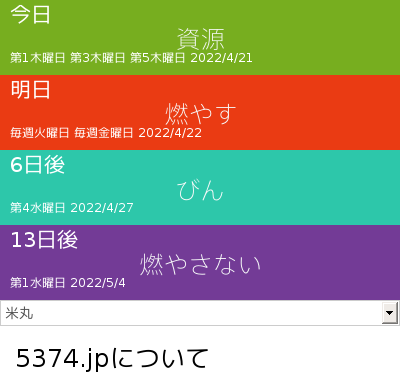 今日
資源
第1木曜日 第3木曜日 第5木曜日 2022/4/21
明日
燃やす
毎週火曜日 毎週金曜日 2022/4/22
6日後
びん
第4水曜日 2022/4/27
13日後
燃やさない
第1水曜日 2022/5/4
米丸
5374.jpについて